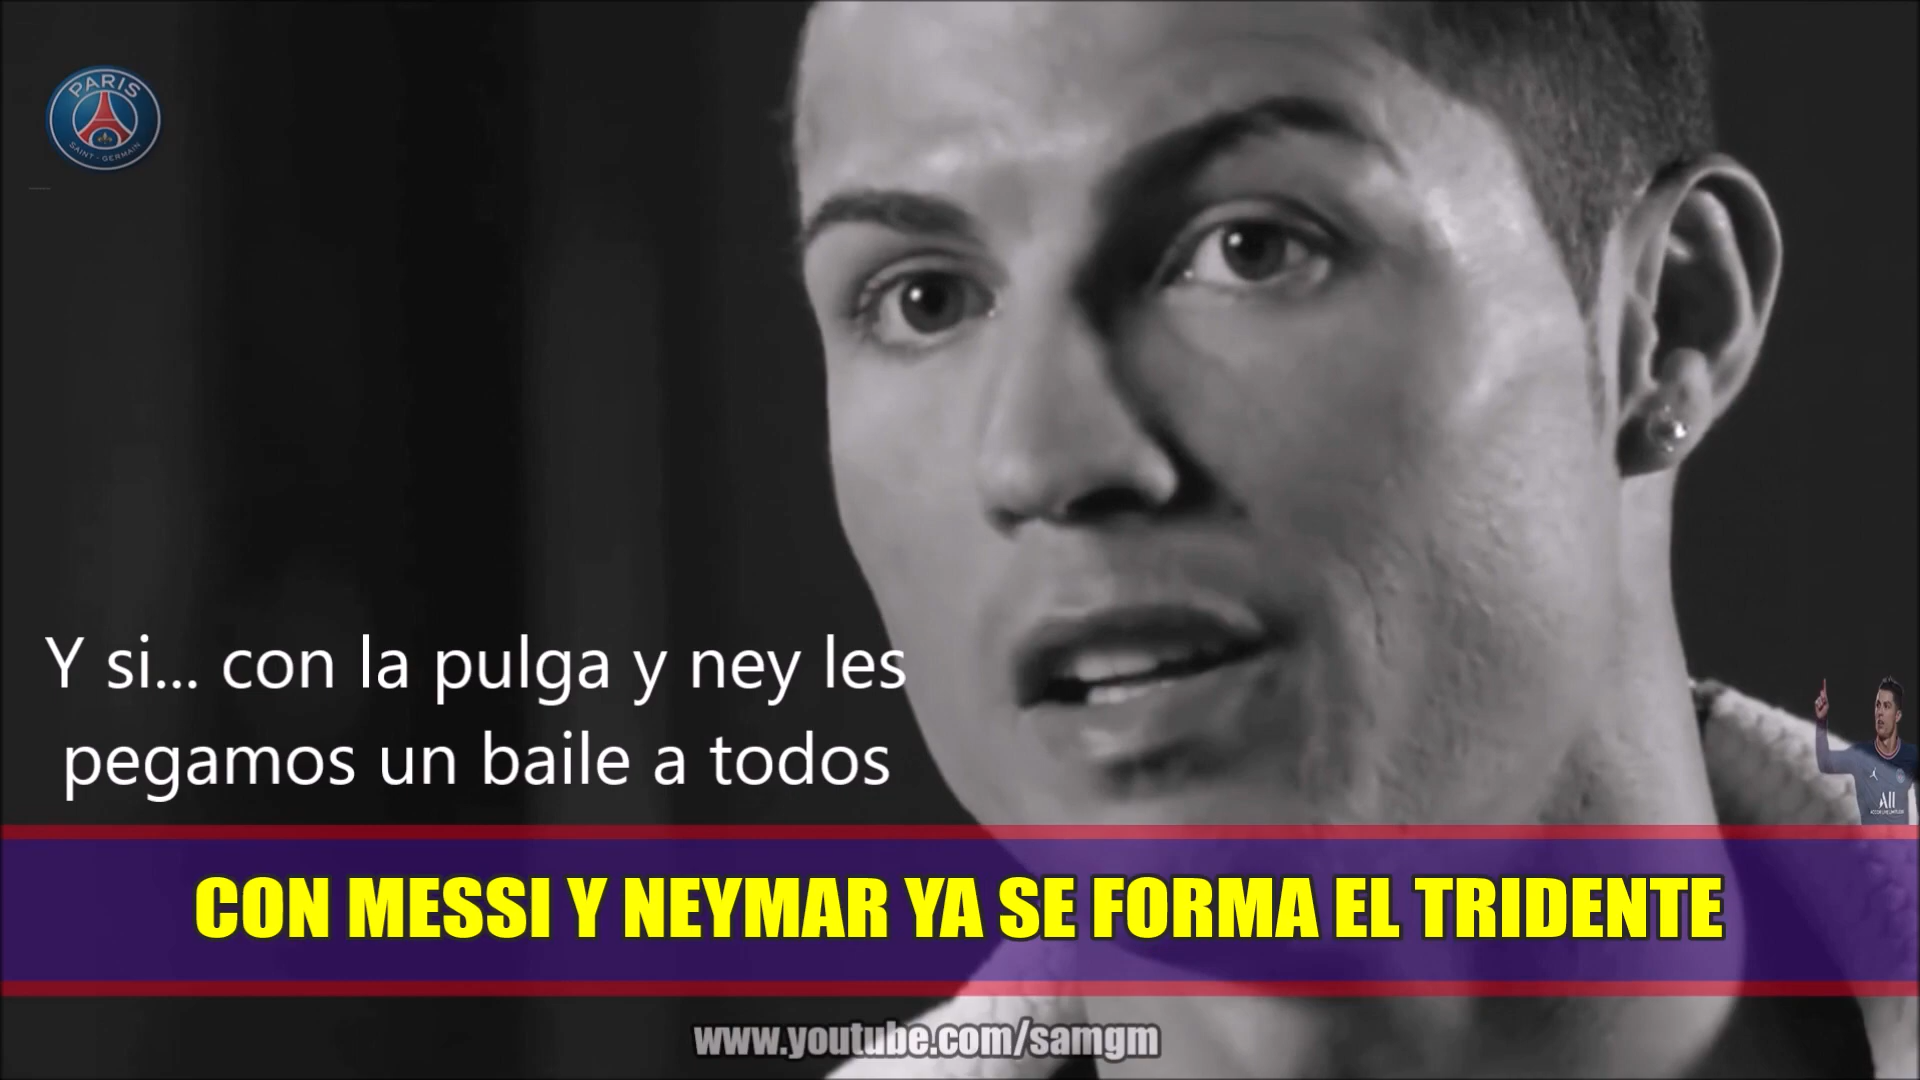 PARIS
SAINT-GERMAIN
Y si... con la pulga y ney les
pegamos un baile a todos
All
CON MESSI Y NEYMAR YA SE FORMA EL TRIDENTE
www.youtube.com/samgm